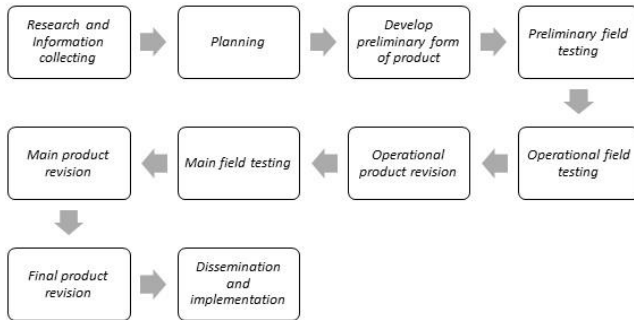 Research and
Information
collecting
Planning
Develop
preliminary form
of product
Preliminary field
testing
Operational field
testing
Operational
product revision
Main field testing
Main product
revision
Final product
revision
Dissemination
and
implementation